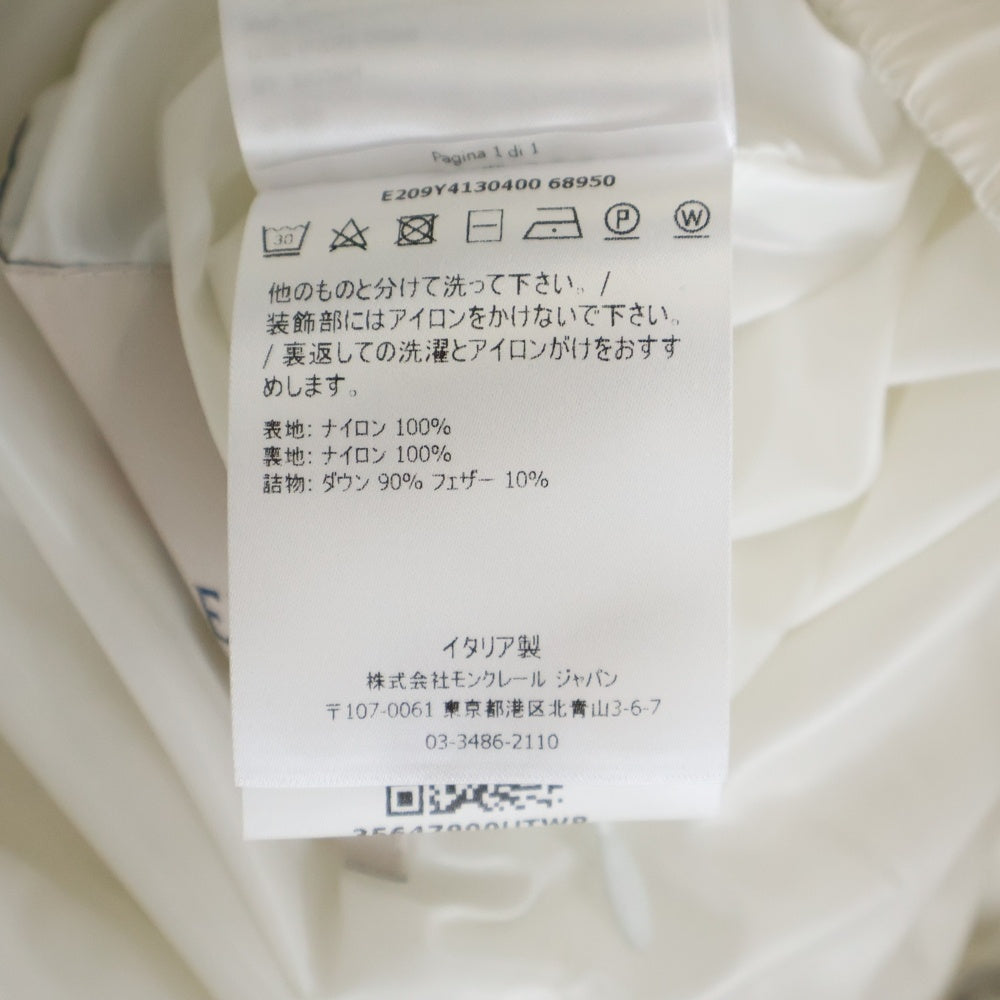 Pagina 1 di 1
E209Y4130400 68950
30 P W
他のものと分けて洗って下さい。/
装飾部にはアイロンをかけないで下さい。
/ 裏返しての洗濯とアイロンがけをおすす
めします。
表地: ナイロン 100%
裏地: ナイロン 100%
詰物: ダウン 90% フェザー 10%
イタリア製
株式会社モンクレール ジャパン
〒107-0061 東京都港区北青山3-6-7
03-3486-2110
E